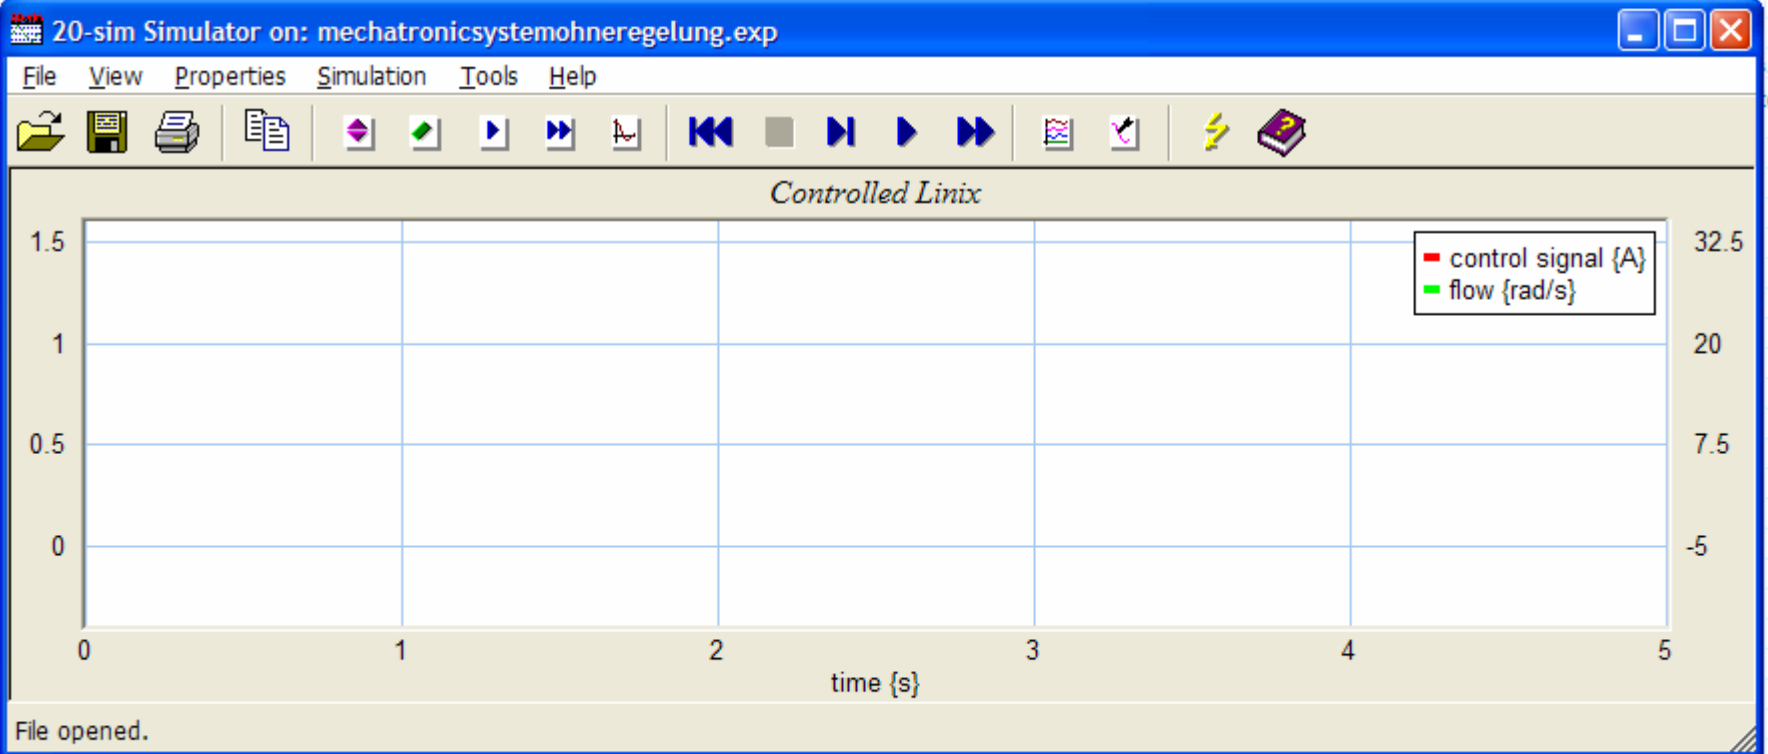 20-sim Simulator on: mechatronicsystemohneregelung.exp
File View Properties Simulation Tools Help
Controlled Linix
1.5
1
0.5
0
control signal {A}
flow {rad/s}
32.5
20
7.5
-5
0 1 2 3 4 5
time {s}
File opened.